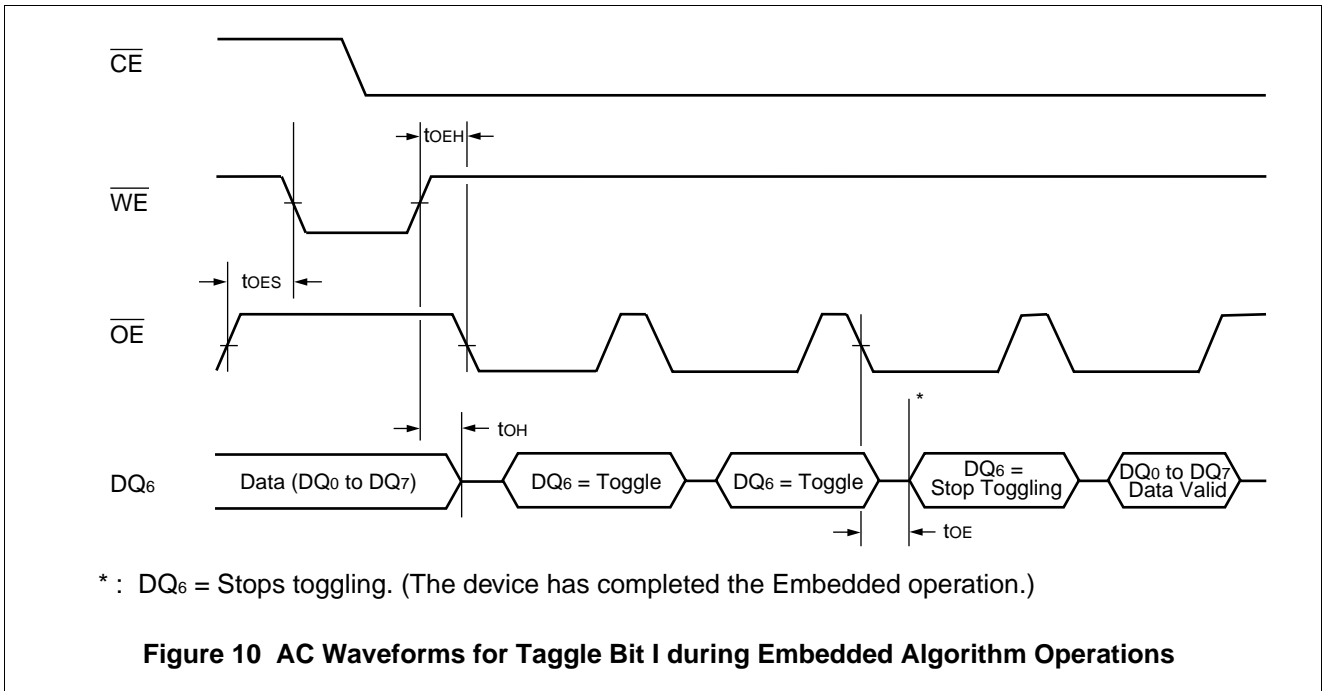 CE
tOEH
WE
tOES
OE
*
tOH
DQ6
Data (DQ0 to DQ7)
DQ6 = Toggle
DQ6 = Toggle
DQ6 =
Stop Toggling
DQ0 to DQ7
Data Valid
tOE
* : DQ6 = Stops toggling. (The device has completed the Embedded operation.)
Figure 10 AC Waveforms for Taggle Bit I during Embedded Algorithm Operations